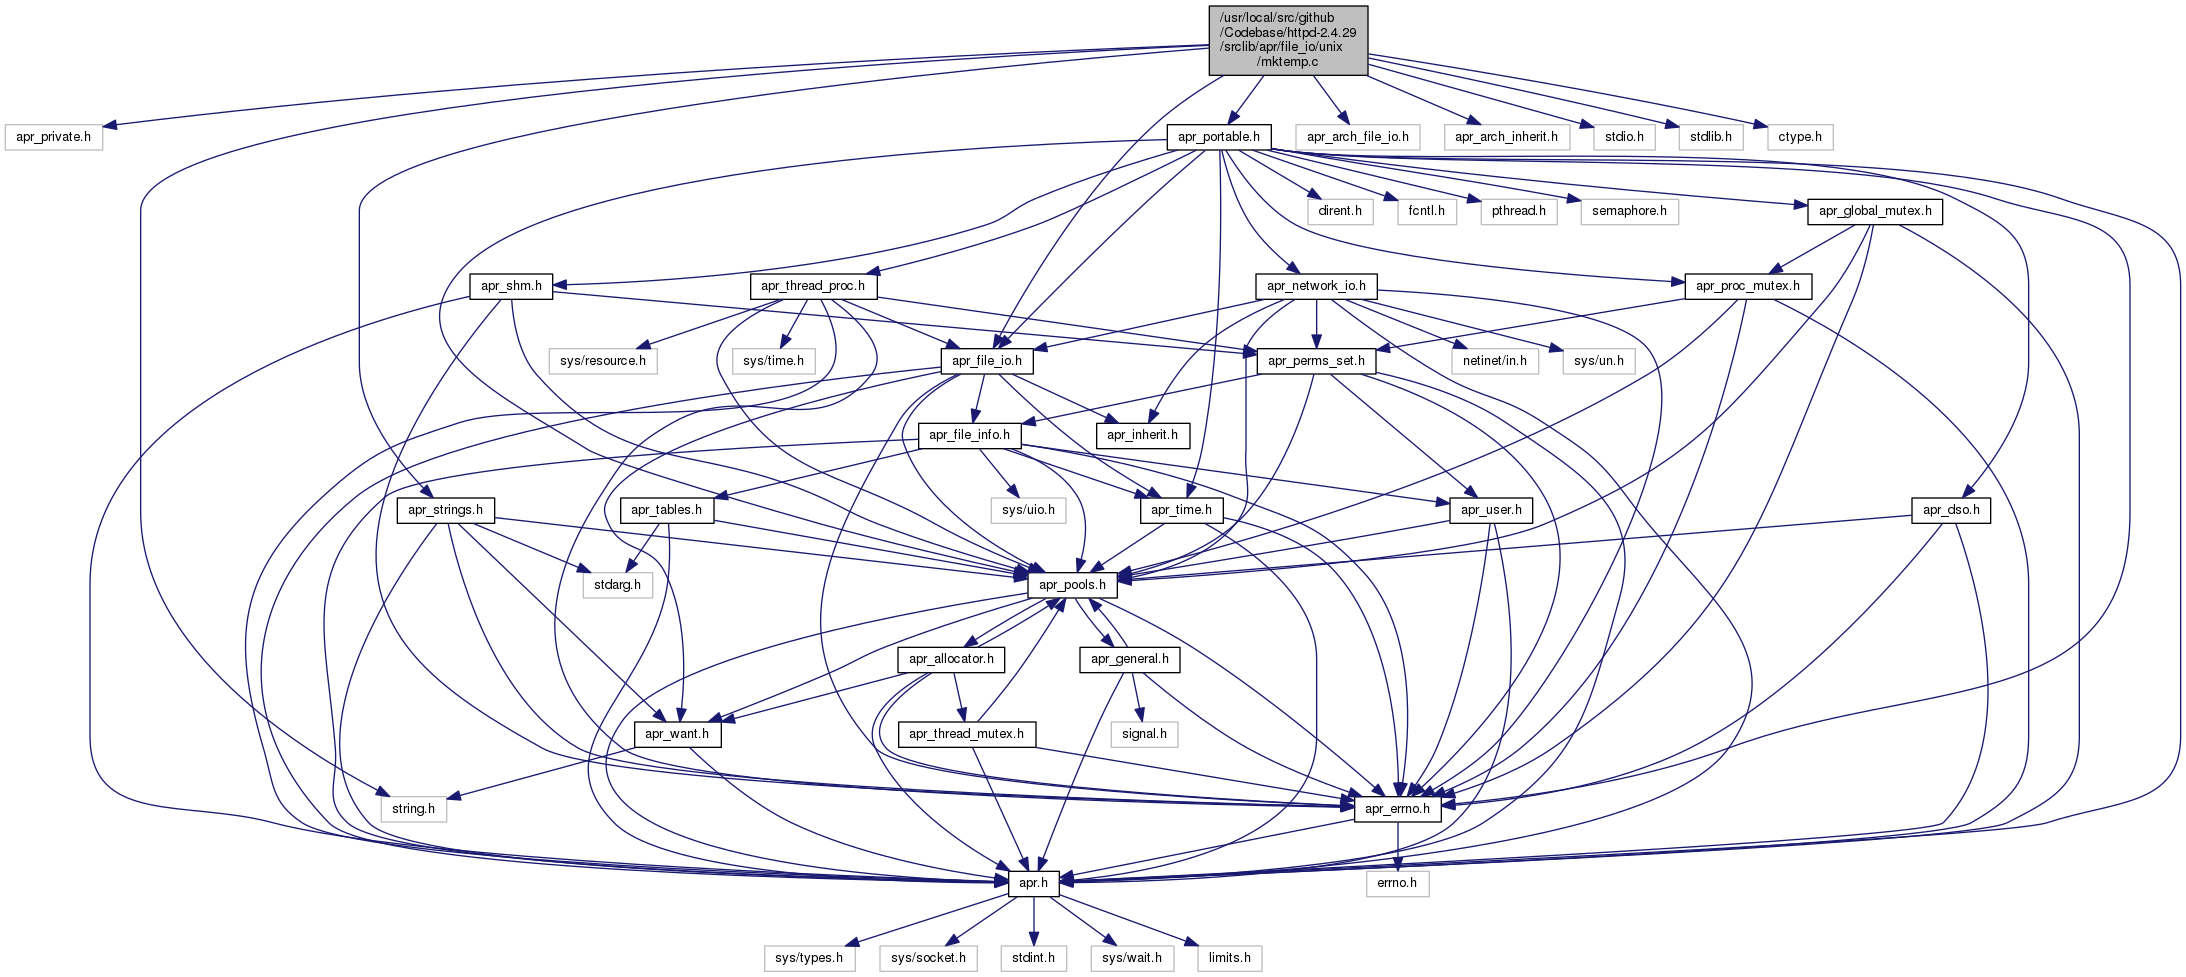 /usr/local/src/github
/Codebase/httpd-2.4.29
/srclib/apr/file_io/unix
/mktemp.c
apr_private.h
apr_portable.h
apr_arch_file_io.h
apr_arch_inherit.h
stdio.h
stdlib.h
ctype.h
dirent.h
fcntl.h
pthread.h
semaphore.h
apr_global_mutex.h
apr_shm.h
apr_thread_proc.h
apr_network_io.h
apr_proc_mutex.h
sys/resource.h
sys/time.h
apr_file_io.h
apr_perms_set.h
netinet/in.h
sys/un.h
apr_file_info.h
apr_inherit.h
apr_strings.h
apr_tables.h
sys/uio.h
apr_time.h
apr_user.h
apr_dso.h
stdarg.h
apr_pools.h
apr_allocator.h
apr_general.h
apr_want.h
apr_thread_mutex.h
signal.h
string.h
apr_errno.h
apr.h
errno.h
sys/types.h
sys/socket.h
stdint.h
sys/wait.h
limits.h